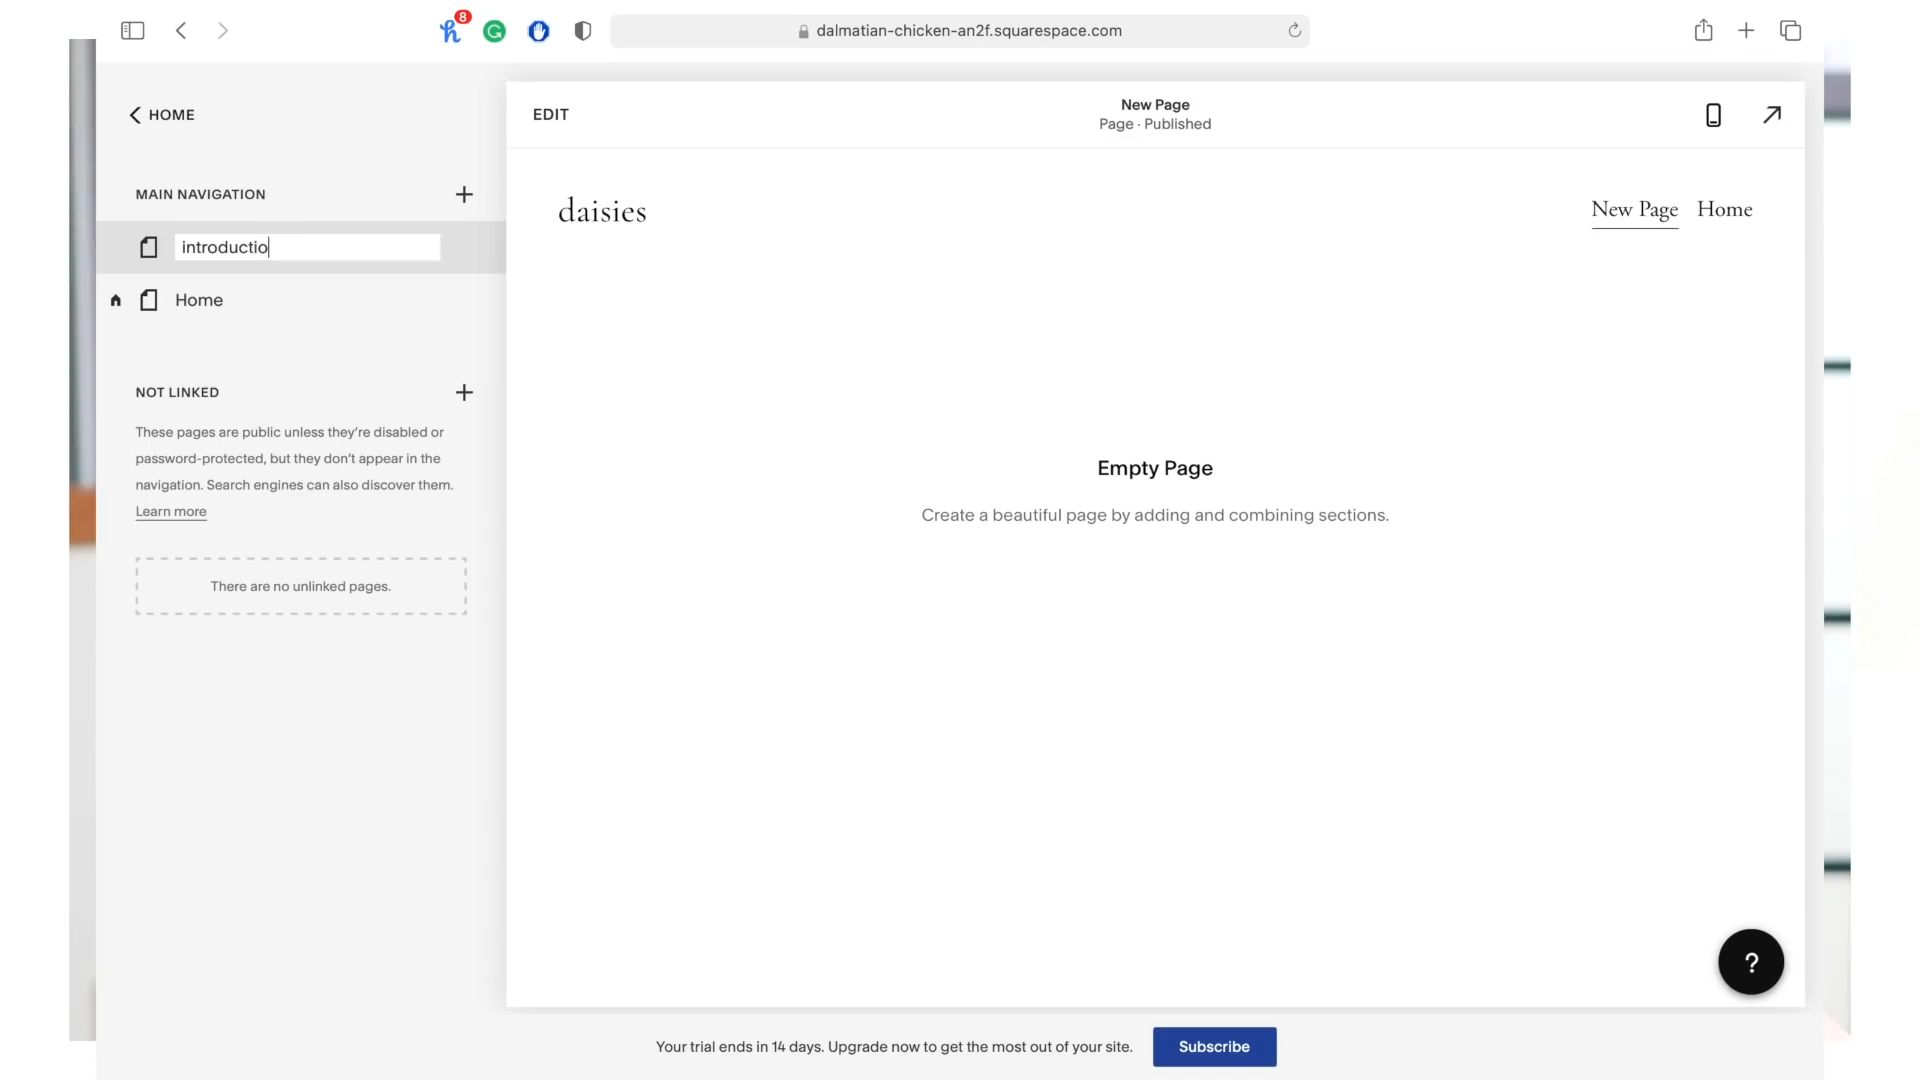 8
dalmatian-chicken-an2f.squarespace.com
HOME
EDIT
New Page
Page · Published
MAIN NAVIGATION
introductio
Home
daisies
New Page Home
NOT LINKED
These pages are public unless they’re disabled or
password-protected, but they don’t appear in the
navigation. Search engines can also discover them.
Learn more
There are no unlinked pages.
Empty Page
Create a beautiful page by adding and combining sections.
?
Your trial ends in 14 days. Upgrade now to get the most out of your site.
Subscribe